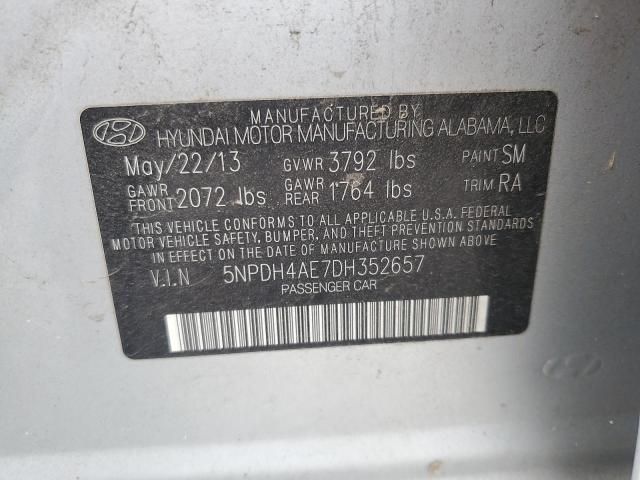 MANUFACTURED BY
HYUNDAI MOTOR MANUFACTURING ALABAMA, LLC
May/22/13 GVWR 3792 lbs PAINT SM
GAWR FRONT 2072 lbs GAWR REAR 1764 lbs TRIM RA
THIS VEHICLE CONFORMS TO ALL APPLICABLE U.S.A. FEDERAL
MOTOR VEHICLE SAFETY, BUMPER, AND THEFT PREVENTION STANDARDS
IN EFFECT ON THE DATE OF MANUFACTURE SHOWN ABOVE.
V.I.N 5NPDH4AE7DH352657
PASSENGER CAR